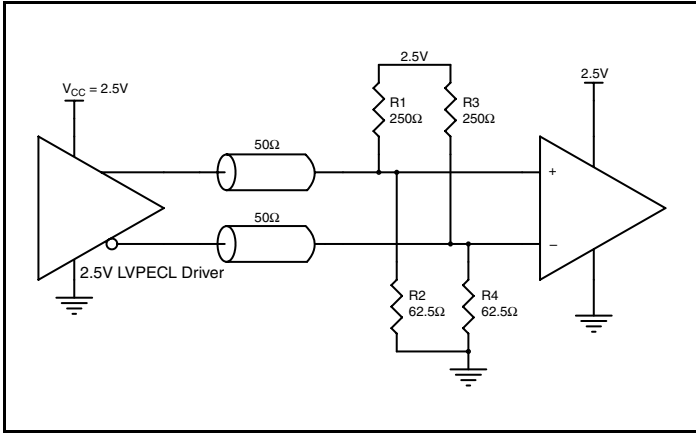 2.5V
2.5V
V_CC = 2.5V
R1
250Ω
R3
250Ω
50Ω
+
50Ω
−
2.5V LVPECL Driver
R2
62.5Ω
R4
62.5Ω